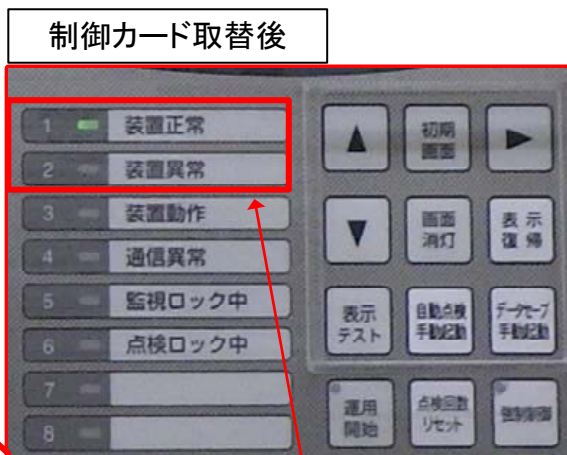 制御カード取替後
1 装置正常
2 装置異常
3 装置動作
4 通信異常
5 監視ロック中
6 点検ロック中
7
8
▲
初期
画面
▶
▼
画面
消灯
表示
復帰
表示
テスト
自動点検
手動起動
データセーブ
手動起動
運用
開始
点検回数
リセット
強制制御